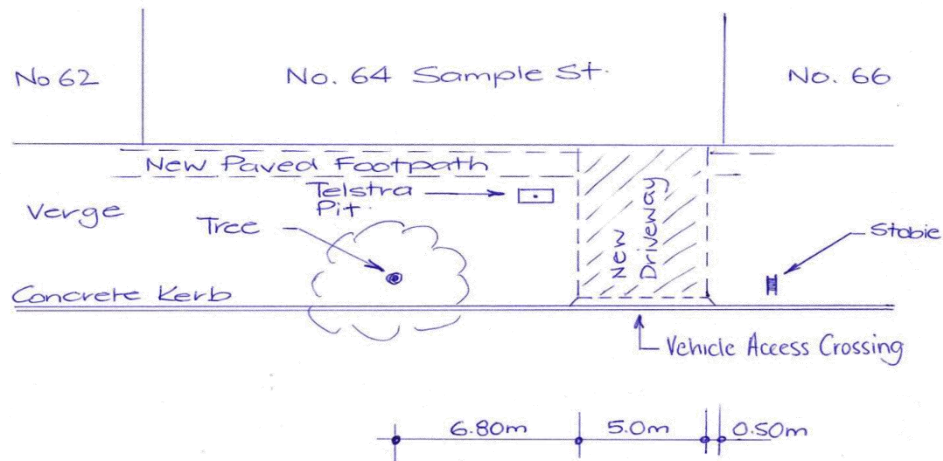 No 62
No. 64 Sample St.
No. 66
New Paved Footpath
Telstra
Pit.
Verge
Tree
New
Driveway
Stobie
Concrete Kerb
Vehicle Access Crossing
6.80m
5.0m
0.50m